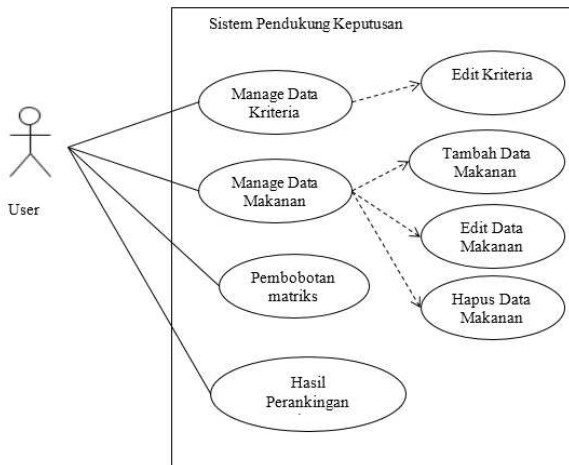 Sistem Pendukung Keputusan
Manage Data
Kriteria
Edit Kriteria
User
Manage Data
Makanan
Tambah Data
Makanan
Edit Data
Makanan
Hapus Data
Makanan
Pembobotan
matriks
Hasil
Perankingan